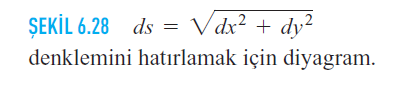 ŞEKİL 6.28 ds = √dx² + dy²
denklemini hatırlamak için diyagram.